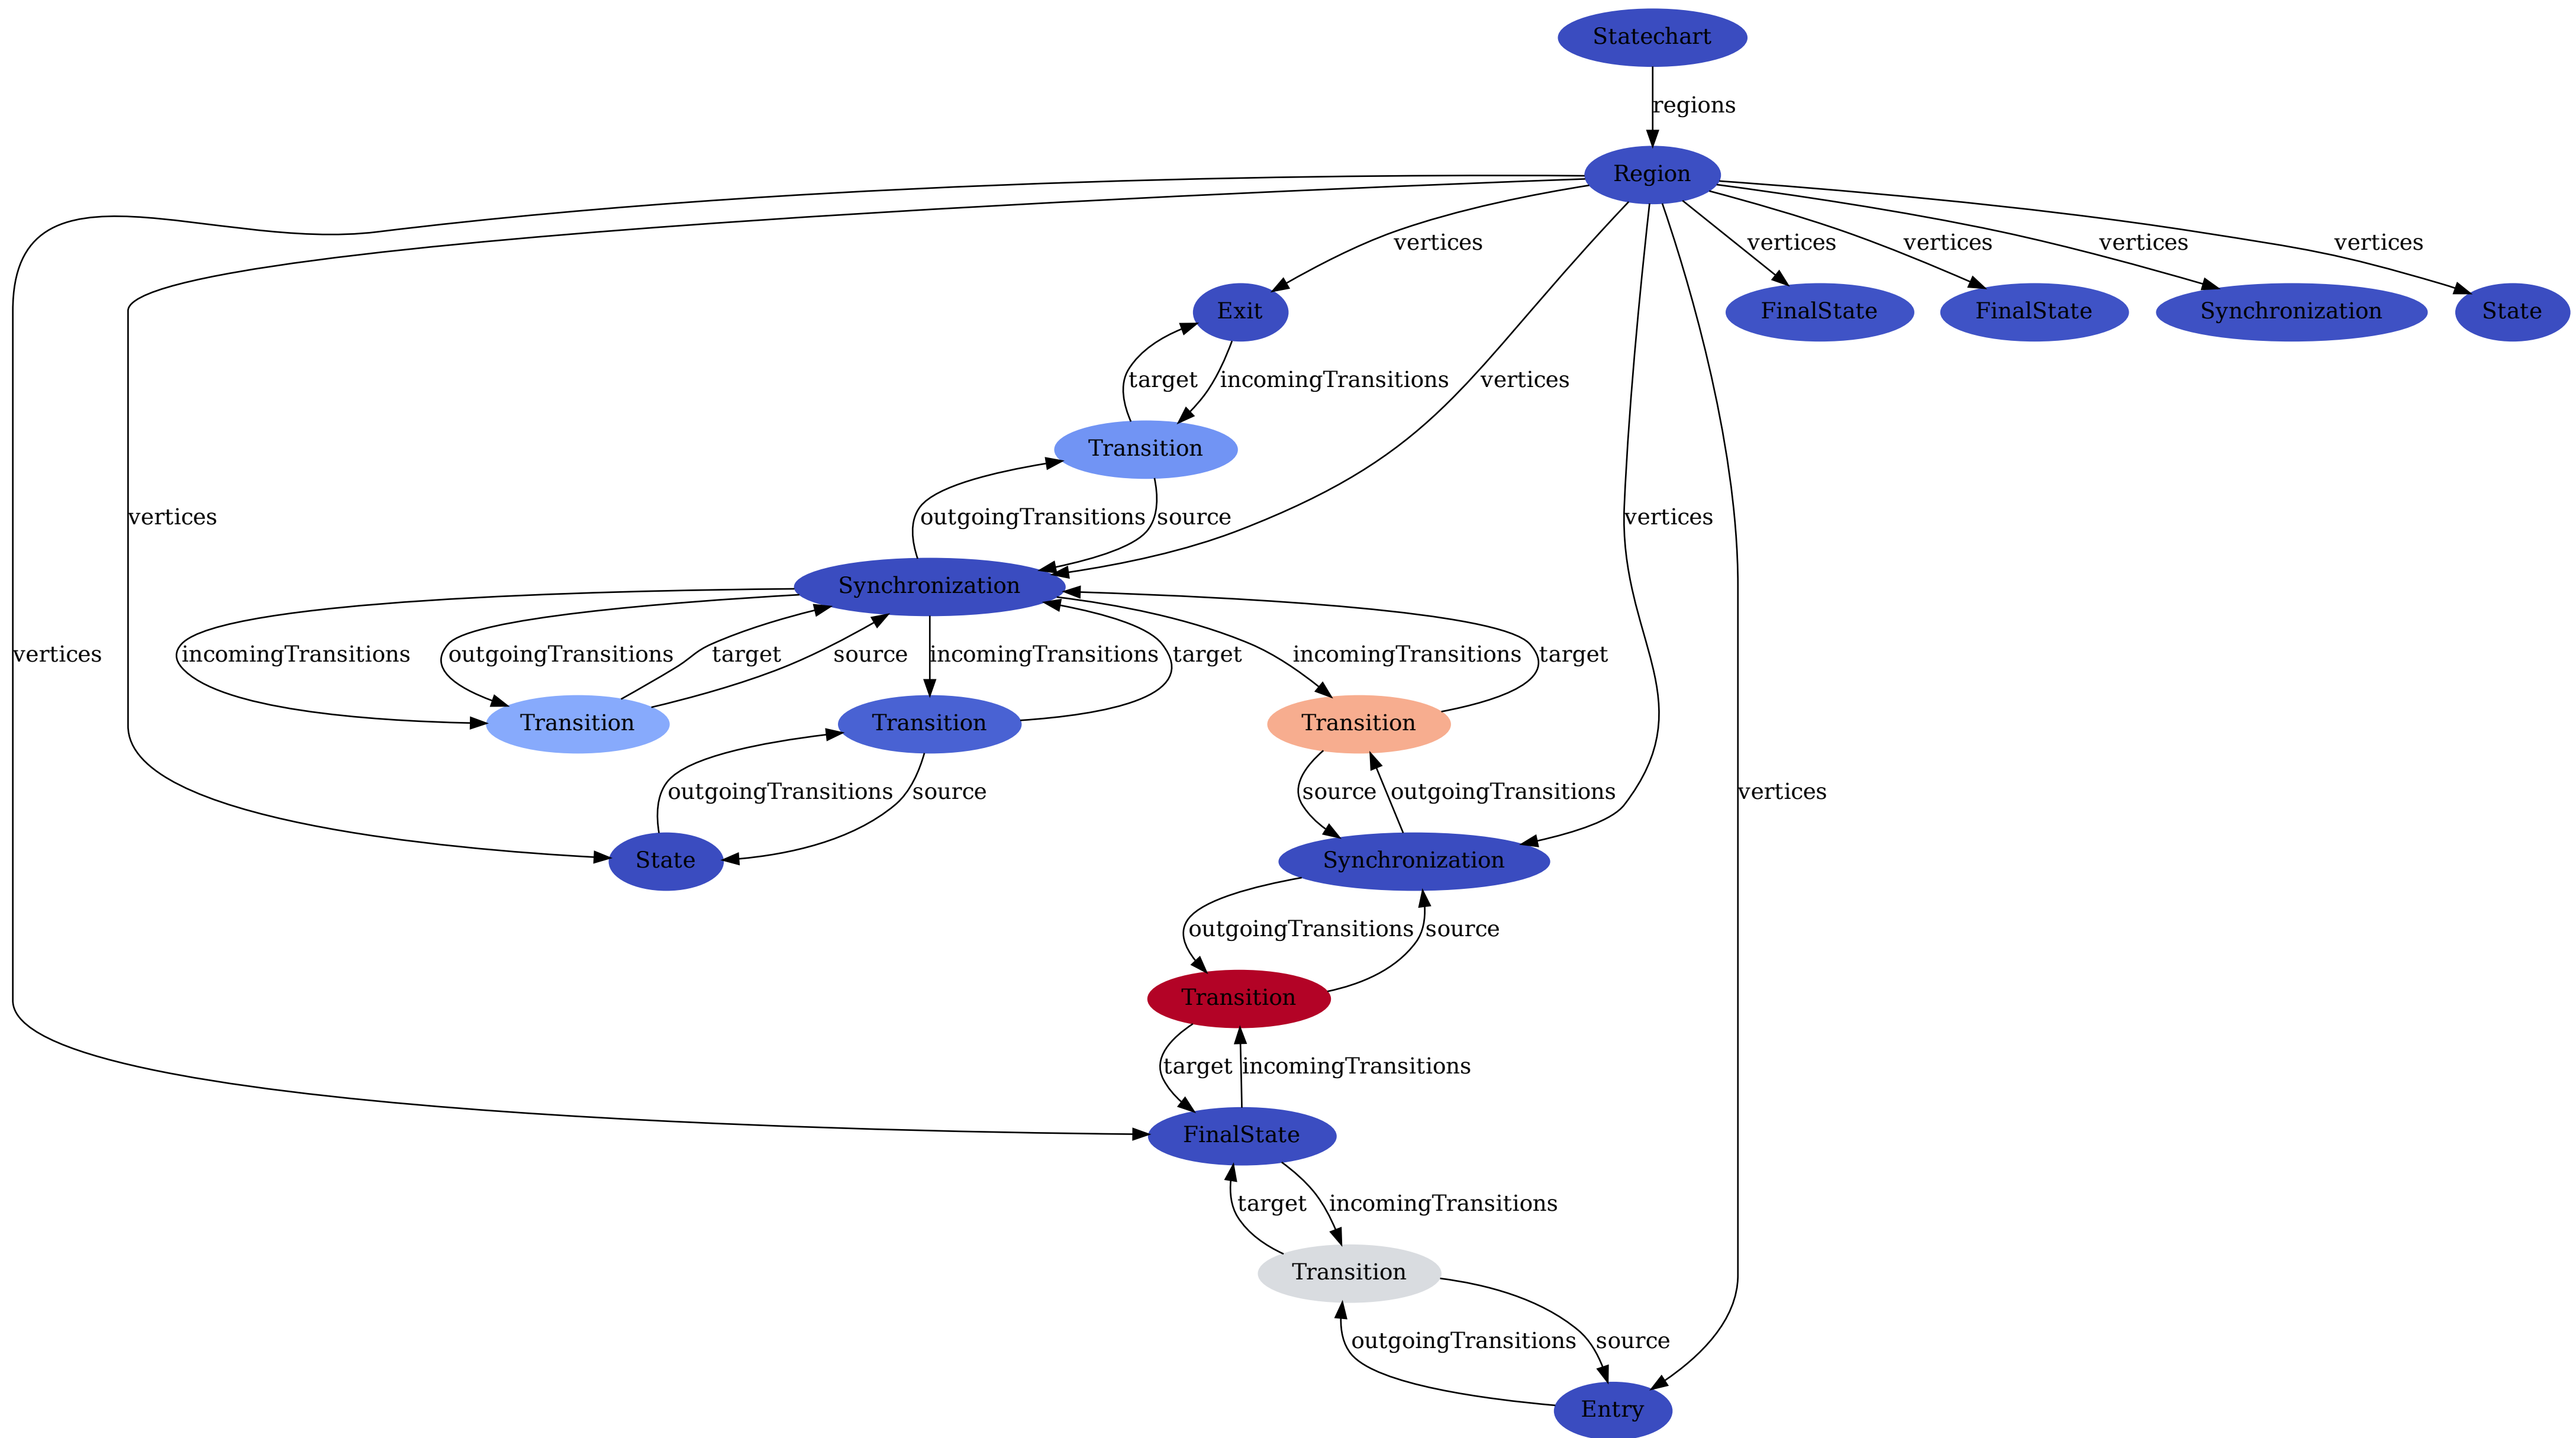 Statechart
regions
Region
vertices
vertices
vertices
vertices
vertices
Exit
FinalState
FinalState
Synchronization
State
target
incomingTransitions
vertices
Transition
vertices
outgoingTransitions
source
vertices
Synchronization
vertices
incomingTransitions
outgoingTransitions
target
source
incomingTransitions
target
incomingTransitions
target
Transition
Transition
Transition
outgoingTransitions
source
source
outgoingTransitions
vertices
State
Synchronization
outgoingTransitions
source
Transition
target
incomingTransitions
FinalState
target
incomingTransitions
Transition
outgoingTransitions
source
Entry